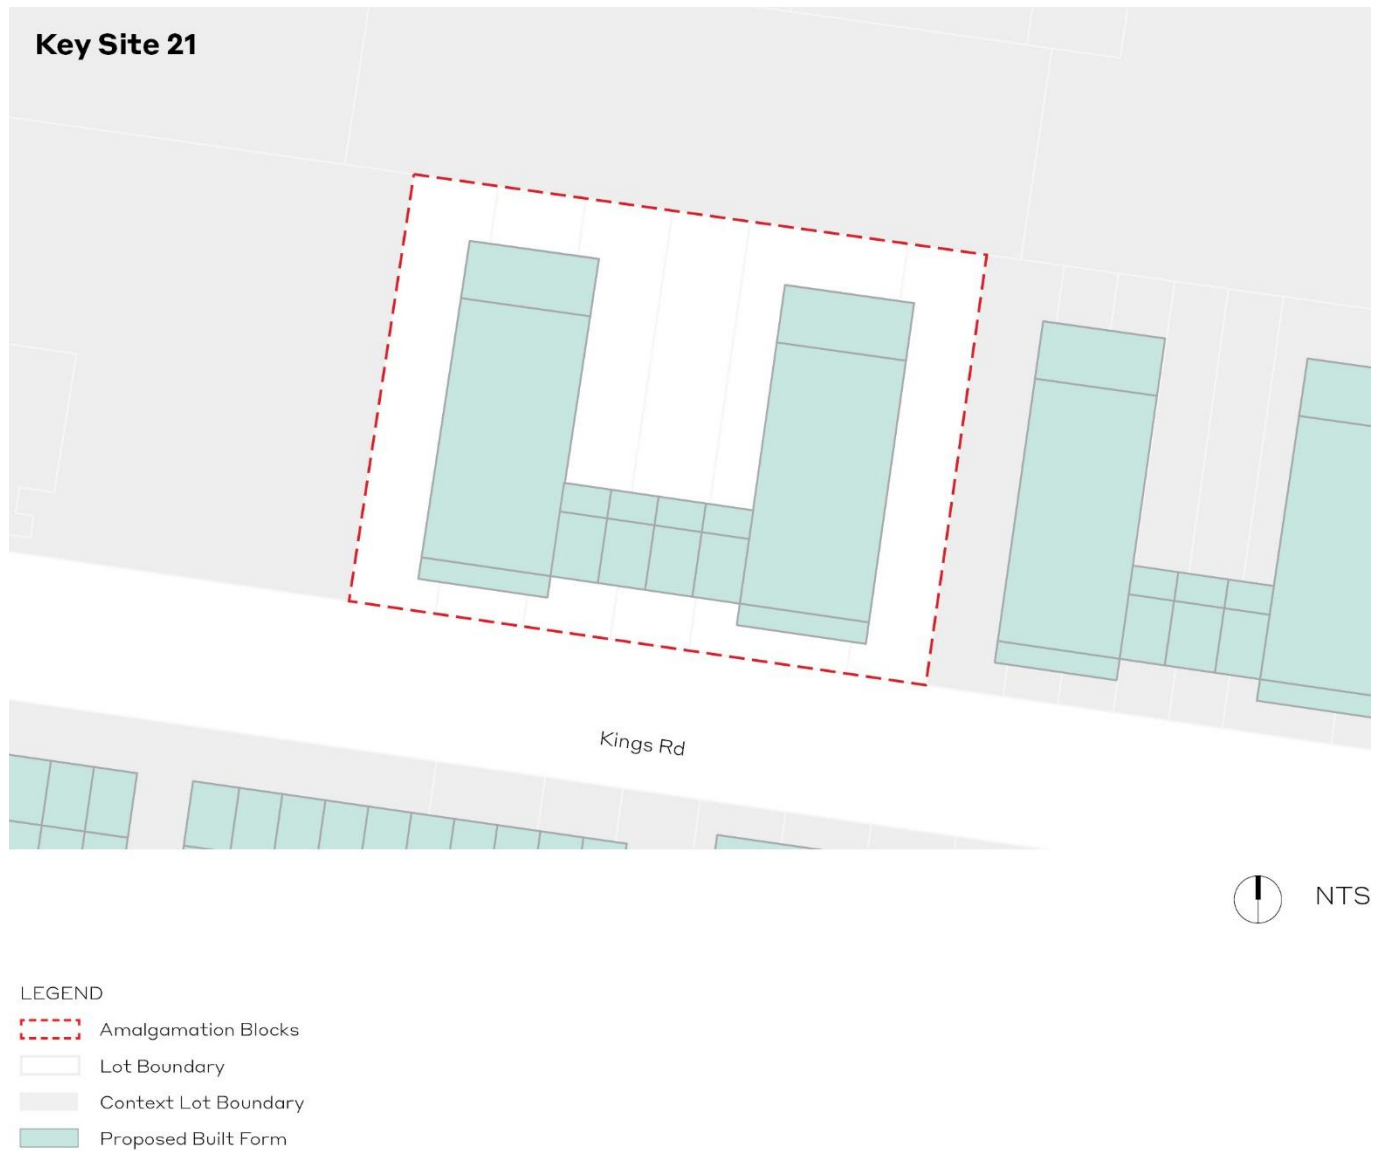 Key Site 21
Kings Rd
NTS
LEGEND
Amalgamation Blocks
Lot Boundary
Context Lot Boundary
Proposed Built Form